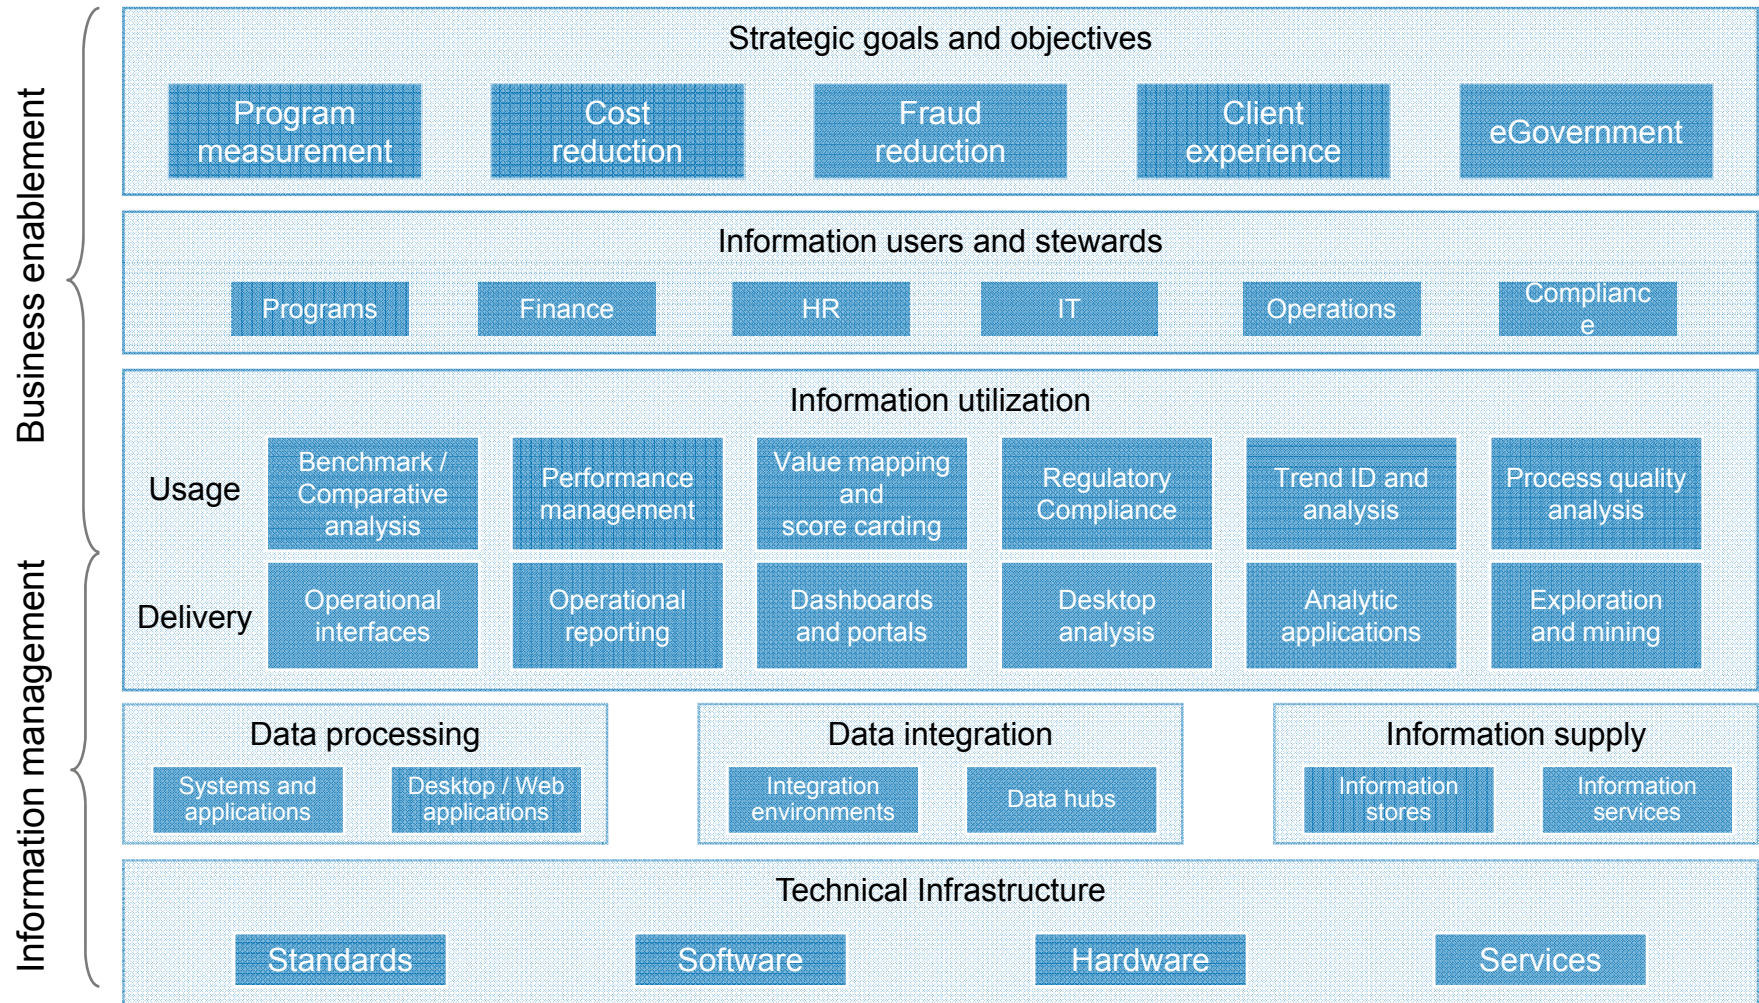 Business enablement
Strategic goals and objectives
Program
measurement
Cost
reduction
Fraud
reduction
Client
experience
eGovernment
Information users and stewards
Programs
Finance
HR
IT
Operations
Complianc
e
Information utilization
Usage
Benchmark /
Comparative
analysis
Performance
management
Value mapping
and
score carding
Regulatory
Compliance
Trend ID and
analysis
Process quality
analysis
Delivery
Operational
interfaces
Operational
reporting
Dashboards
and portals
Desktop
analysis
Analytic
applications
Exploration
and mining
Information management
Data processing
Systems and
applications
Desktop / Web
applications
Data integration
Integration
environments
Data hubs
Information supply
Information
stores
Information
services
Technical Infrastructure
Standards
Software
Hardware
Services